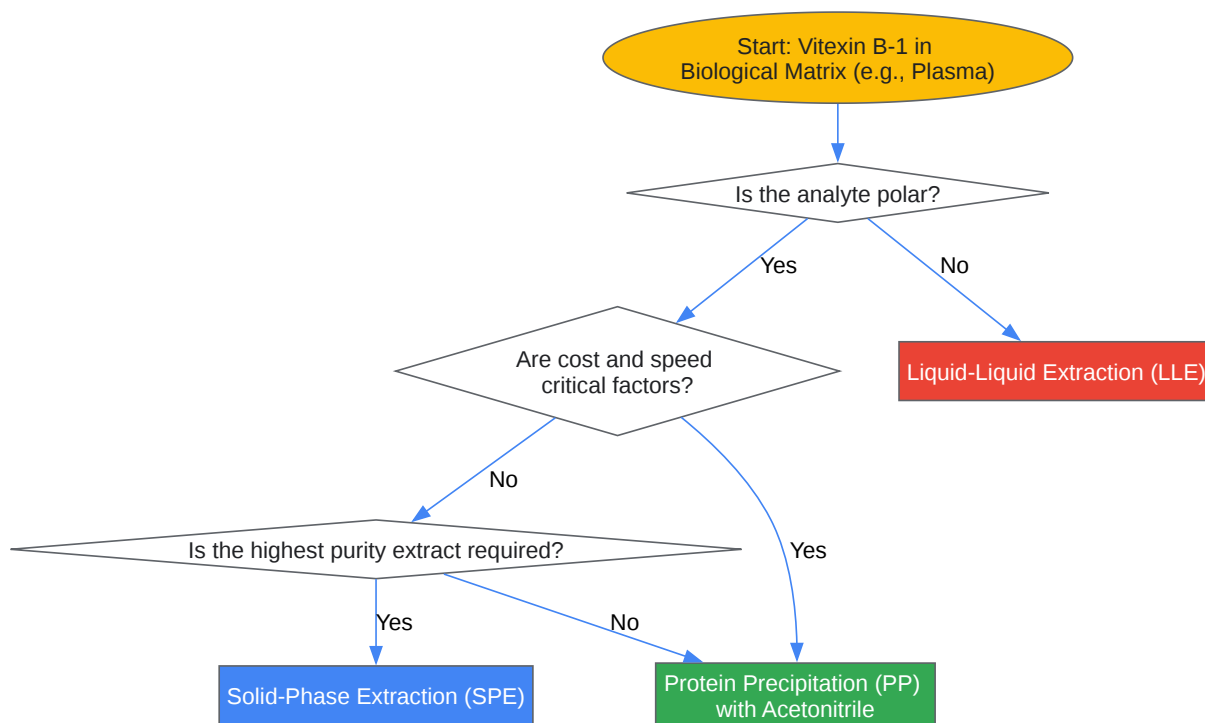 Start: Vitexin B-1 in
Biological Matrix (e.g., Plasma)
Is the analyte polar?
Yes
No
Are cost and speed
critical factors?
Liquid-Liquid Extraction (LLE)
No
Yes
Is the highest purity extract required?
Yes
No
Solid-Phase Extraction (SPE)
Protein Precipitation (PP)
with Acetonitrile